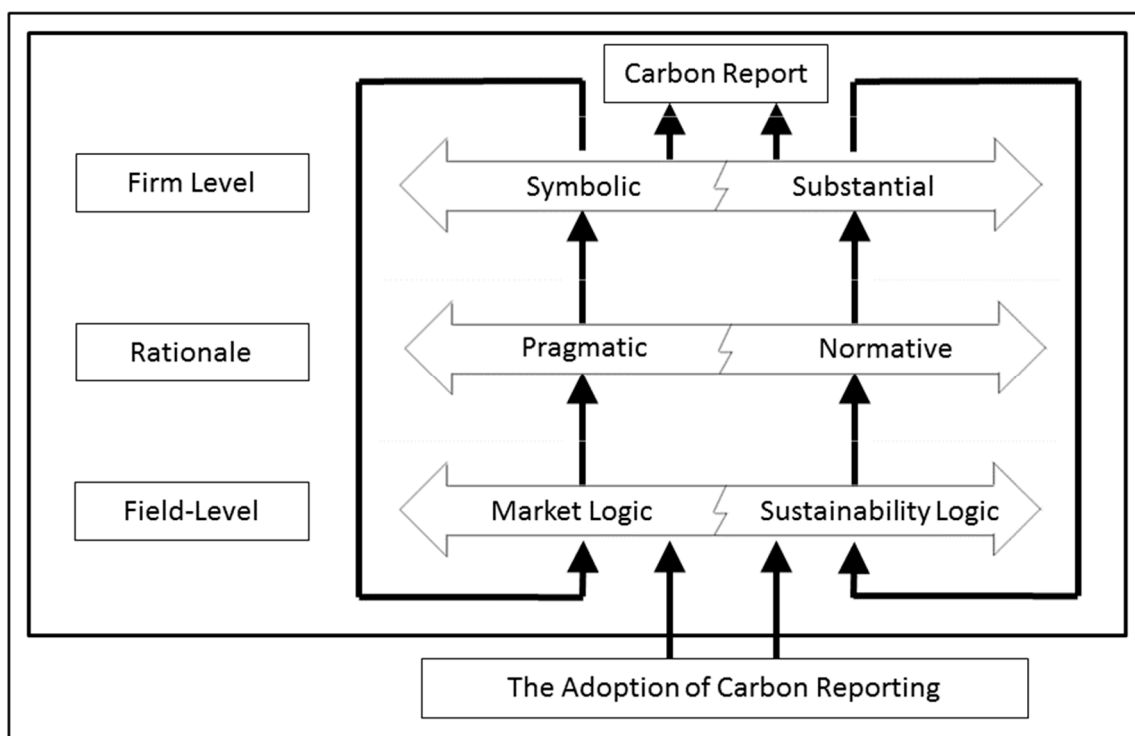 Carbon Report
Firm Level
Symbolic
Substantial
Rationale
Pragmatic
Normative
Field-Level
Market Logic
Sustainability Logic
The Adoption of Carbon Reporting